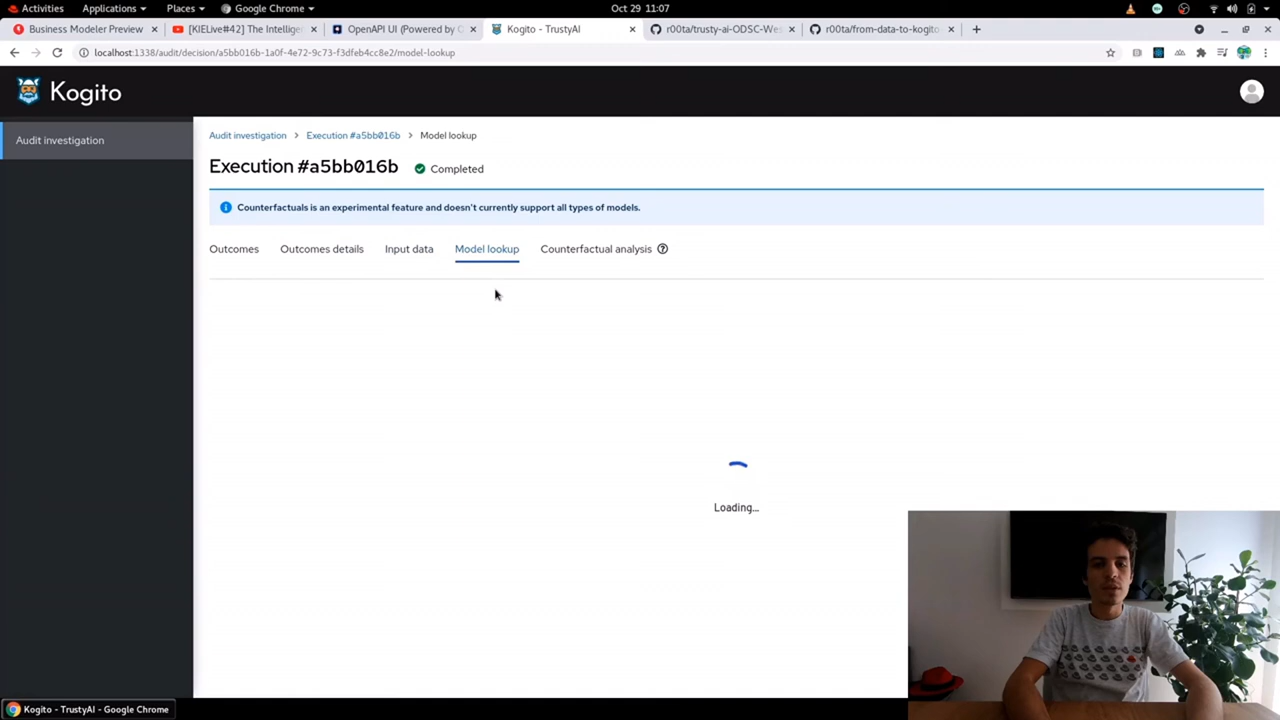 Activities
Applications
Places
Google Chrome
Oct 29 11:07
Business Modeler Preview
[KIELive#42] The Intellige
OpenAPI UI (Powered by Q
Kogito - TrustyAI
r00ta/trusty-ai-ODSC-Wes
r00ta/from-data-to-kogito
localhost:1338/audit/decision/a5bb016b-1a0f-4e72-9c73-f3dfeb4cc8e2/model-lookup
Kogito
Audit investigation
Audit investigation > Execution #a5bb016b > Model lookup
Execution #a5bb016b Completed
Counterfactuals is an experimental feature and doesn't currently support all types of models.
Outcomes
Outcomes details
Input data
Model lookup
Counterfactual analysis
Loading...
Kogito - TrustyAI - Google Chrome